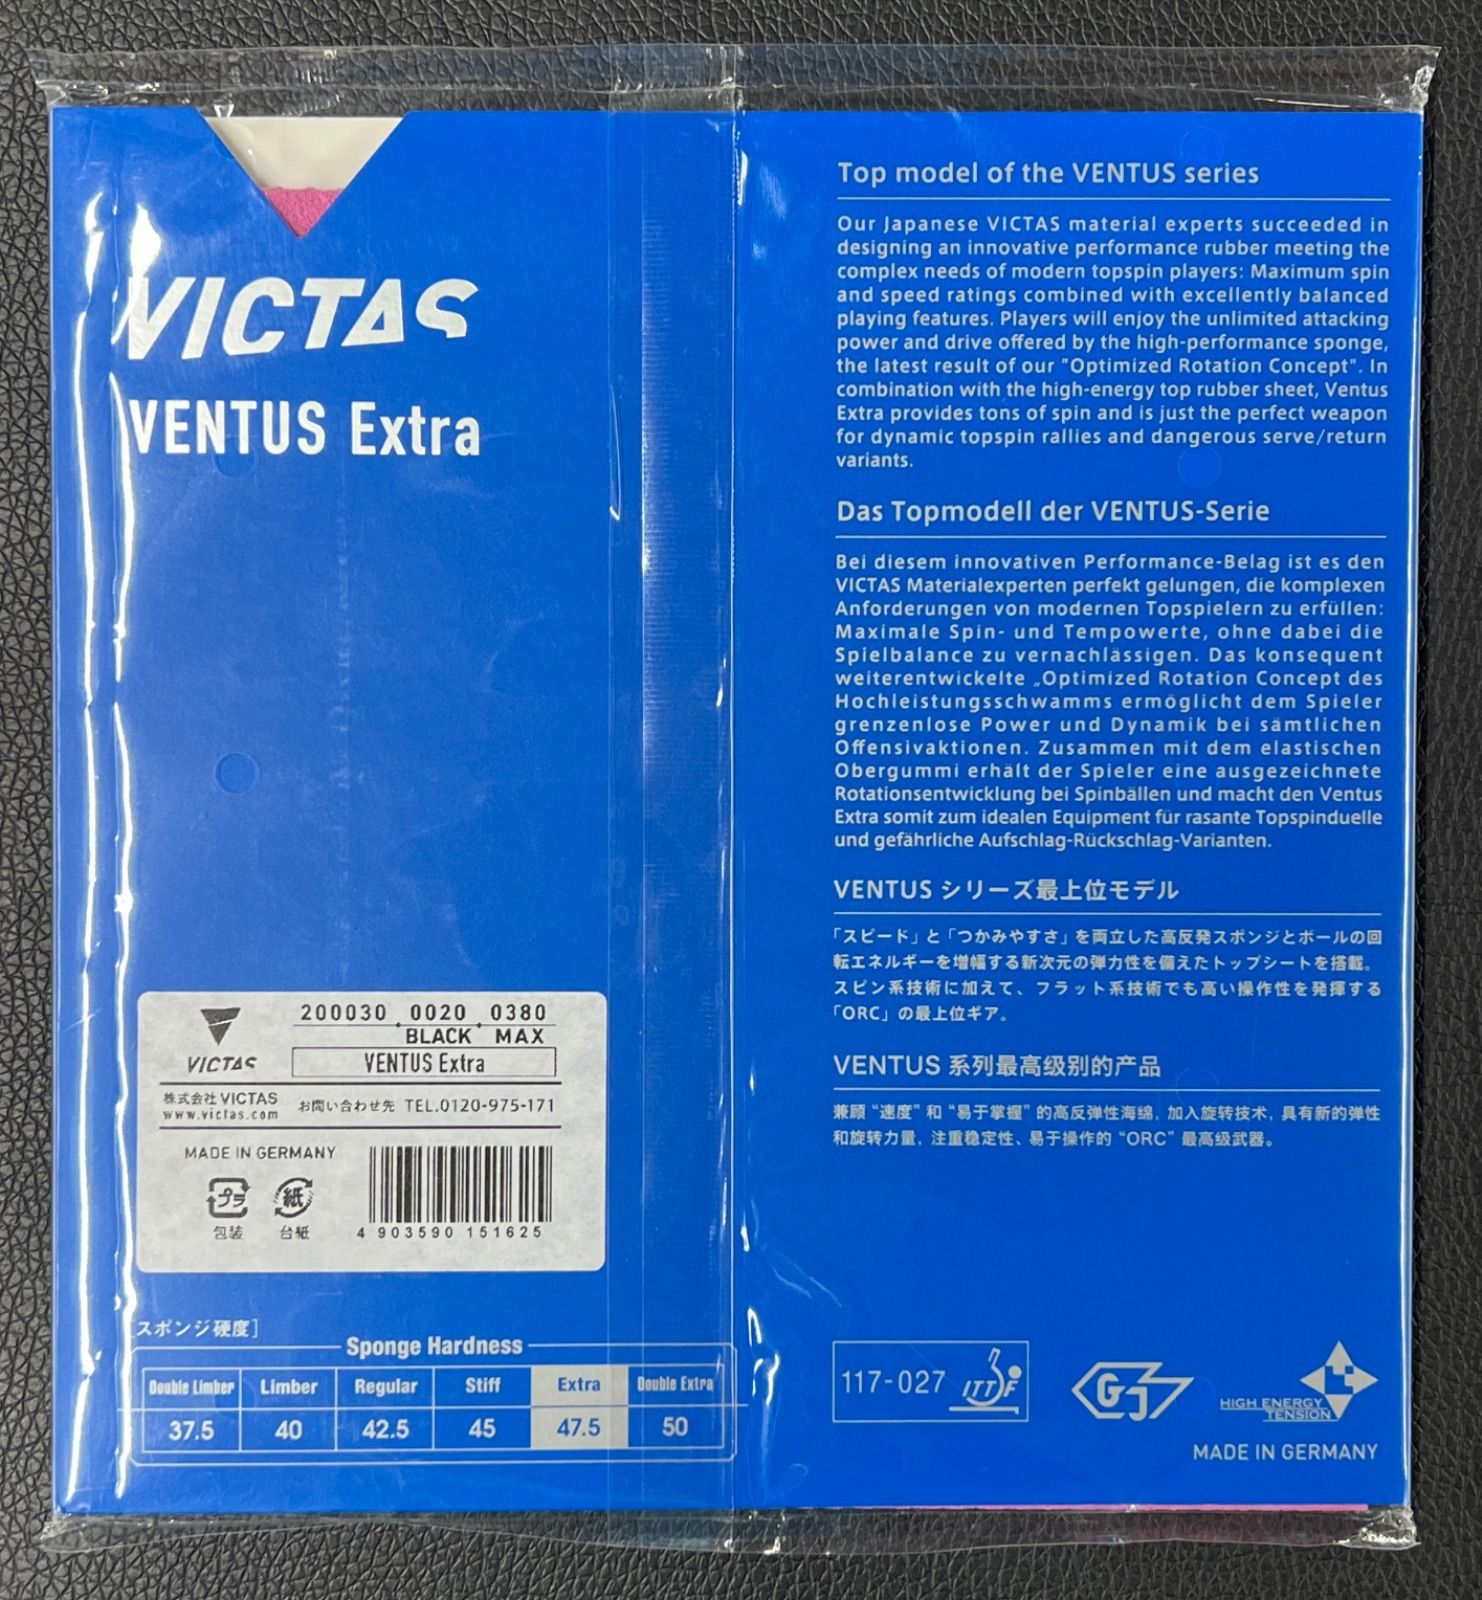 VICTAS
VENTUS Extra
200030 0020 0380
BLACK MAX
VICTAS
VENTUS Extra
株式会社 VICTAS
www.victas.com
お問い合わせ先 TEL.0120-975-171
MADE IN GERMANY
プラ
包装
紙
台紙
4 903590 151625
[スポンジ硬度]
Sponge Hardness
Double Limber Limber Regular Stiff Extra Double Extra
37.5 40 42.5 45 47.5 50
Top model of the VENTUS series
Our Japanese VICTAS material experts succeeded in
designing an innovative performance rubber meeting the
complex needs of modern topspin players: Maximum spin
and speed ratings combined with excellently balanced
playing features. Players will enjoy the unlimited attacking
power and drive offered by the high-performance sponge,
the latest result of our "Optimized Rotation Concept". In
combination with the high-energy top rubber sheet, Ventus
Extra provides tons of spin and is just the perfect weapon
for dynamic topspin rallies and dangerous serve/return
variants.
Das Topmodell der VENTUS-Serie
Bei diesem innovativen Performance-Belag ist es den
VICTAS Materialexperten perfekt gelungen, die komplexen
Anforderungen von modernen Topspielern zu erfüllen:
Maximale Spin- und Tempowerte, ohne dabei die
Spielbalance zu vernachlässigen. Das konsequent
weiterentwickelte „Optimized Rotation Concept des
Hochleistungsschwamms ermöglicht dem Spieler
grenzenlose Power und Dynamik bei sämtlichen
Offensivaktionen. Zusammen mit dem elastischen
Obergummi erhält der Spieler eine ausgezeichnete
Rotationsentwicklung bei Spinbällen und macht den Ventus
Extra somit zum idealen Equipment für rasante Topspinduelle
und gefährliche Aufschlag-Rückschlag-Varianten.
VENTUS シリーズ最上位モデル
「スピード」と「つかみやすさ」を両立した高反発スポンジとボールの回
転エネルギーを増幅する新次元の弾力性を備えたトップシートを搭載。
スピン系技術に加えて、フラット系技術でも高い操作性を発揮する
「ORC」の最上位ギア。
VENTUS 系列最高级别的产品
兼顾“速度”和“易于掌握”的高反弹性海绵，加入旋转技术，具有新的弹性
和旋转力量，注重稳定性、易于操作的“ORC”最高级武器。
117-027 ITTF
GJ
HIGH ENERGY
TENSION
MADE IN GERMANY